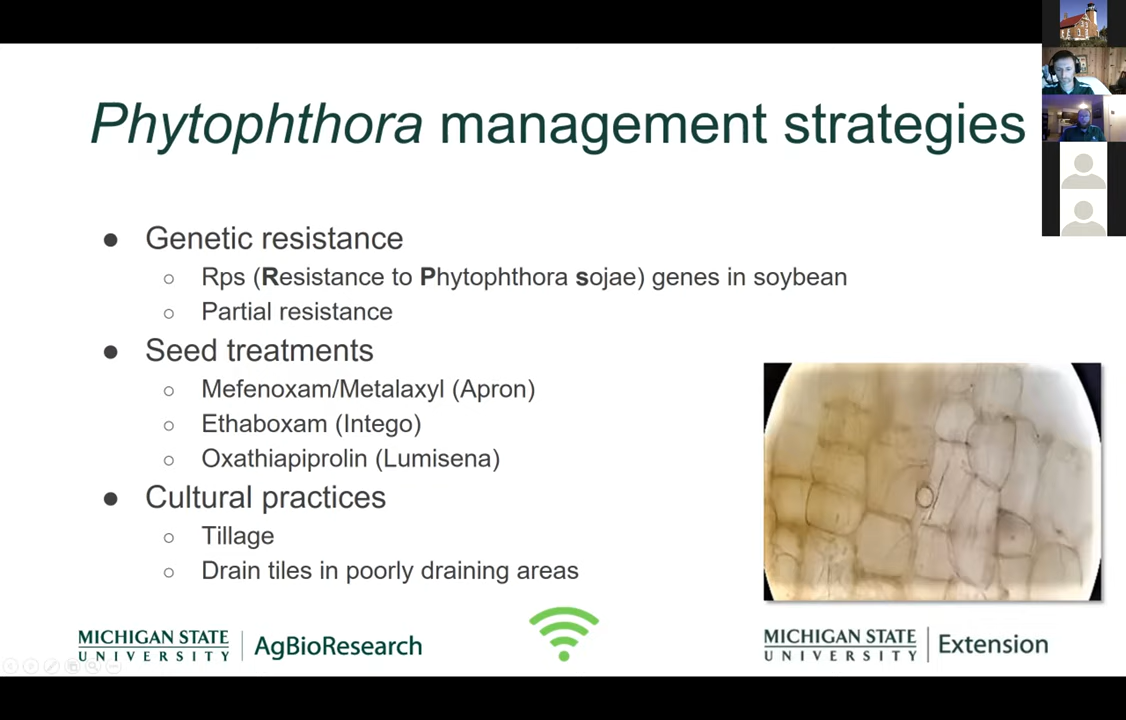 Phytophthora management strategies
● Genetic resistance
○ Rps (Resistance to Phytophthora sojae) genes in soybean
○ Partial resistance
● Seed treatments
○ Mefenoxam/Metalaxyl (Apron)
○ Ethaboxam (Intego)
○ Oxathiapiprolin (Lumisena)
● Cultural practices
○ Tillage
○ Drain tiles in poorly draining areas
MICHIGAN STATE
UNIVERSITY
AgBioResearch
MICHIGAN STATE
UNIVERSITY
Extension